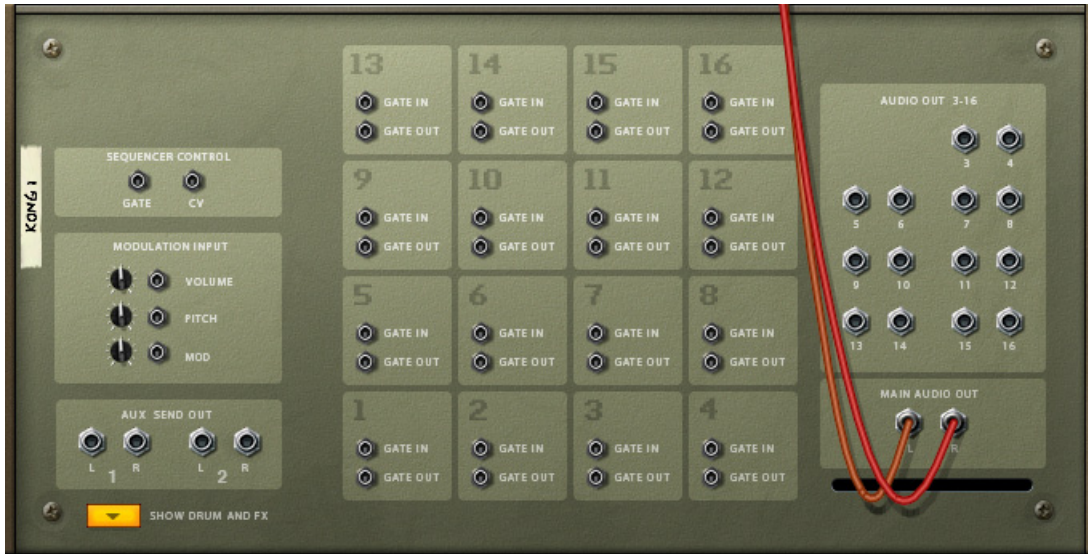 13 14 15 16
GATE IN GATE IN GATE IN GATE IN
GATE OUT GATE OUT GATE OUT GATE OUT
AUDIO OUT 3-16
3 4
KONG 1
SEQUENCER CONTROL
GATE CV
9 10 11 12
GATE IN GATE IN GATE IN GATE IN
GATE OUT GATE OUT GATE OUT GATE OUT
5 6 7 8
9 10 11 12
13 14 15 16
MODULATION INPUT
VOLUME
PITCH
MOD
5 6 7 8
GATE IN GATE IN GATE IN GATE IN
GATE OUT GATE OUT GATE OUT GATE OUT
MAIN AUDIO OUT
L R
AUX SEND OUT
L R L R
1 2
1 2 3 4
GATE IN GATE IN GATE IN GATE IN
GATE OUT GATE OUT GATE OUT GATE OUT
SHOW DRUM AND FX